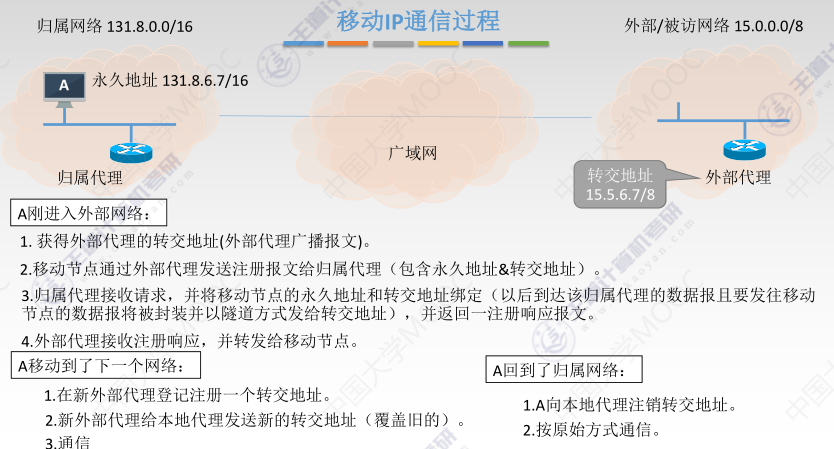 移动IP通信过程
归属网络 131.8.0.0/16
外部/被访网络 15.0.0.0/8
A
永久地址 131.8.6.7/16
广域网
归属代理
转交地址
15.5.6.7/8
外部代理
A刚进入外部网络：
1. 获得外部代理的转交地址(外部代理广播报文)。
2.移动节点通过外部代理发送注册报文给归属代理（包含永久地址&转交地址）。
3.归属代理接收请求，并将移动节点的永久地址和转交地址绑定（以后到达该归属代理的数据报且要发往移动
节点的数据报将被封装并以隧道方式发给转交地址），并返回一注册响应报文。
4.外部代理接收注册响应，并转发给移动节点。
A移动到了下一个网络：
1.在新外部代理登记注册一个转交地址。
2.新外部代理给本地代理发送新的转交地址（覆盖旧的）。
3.通信
A回到了归属网络：
1.A向本地代理注销转交地址。
2.按原始方式通信。
王道计算机考研
中国大学MOOC